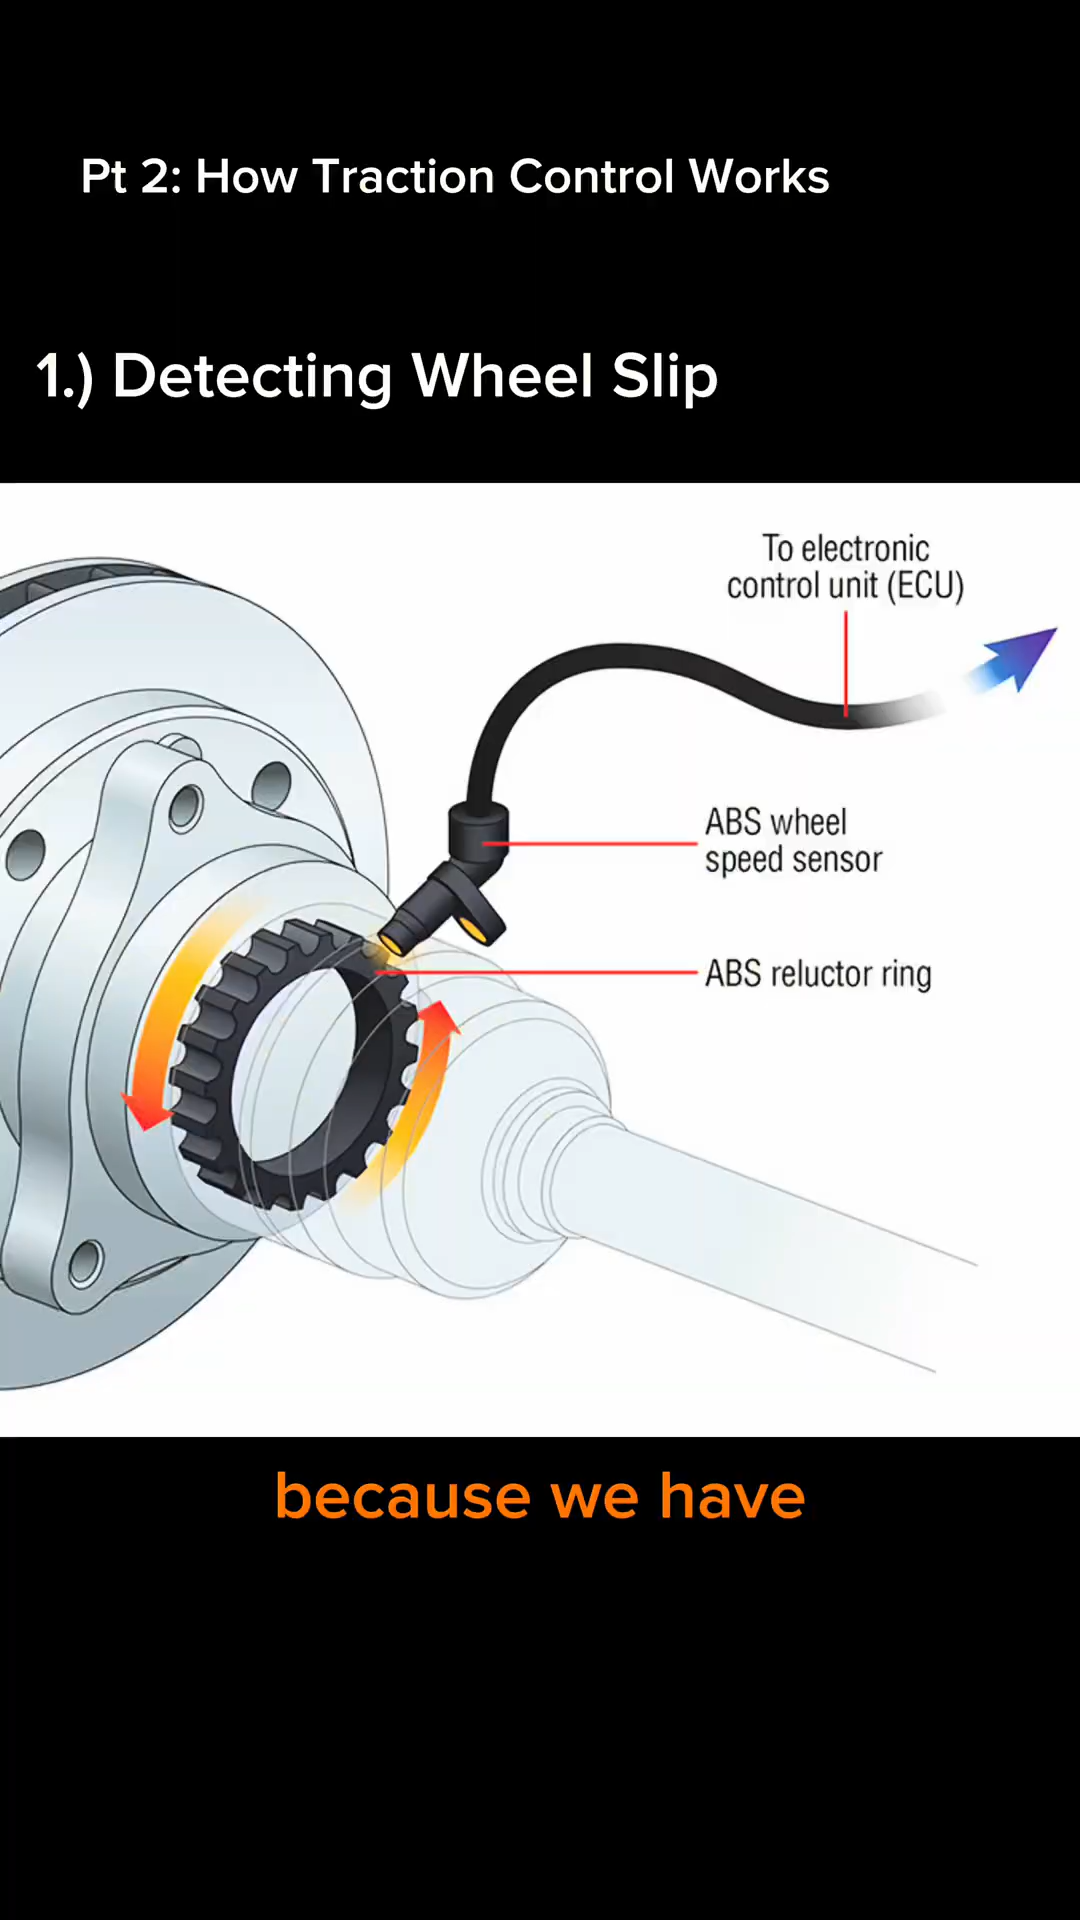 Pt 2: How Traction Control Works
1.) Detecting Wheel Slip
To electronic
control unit (ECU)
ABS wheel
speed sensor
ABS reluctor ring
because we have